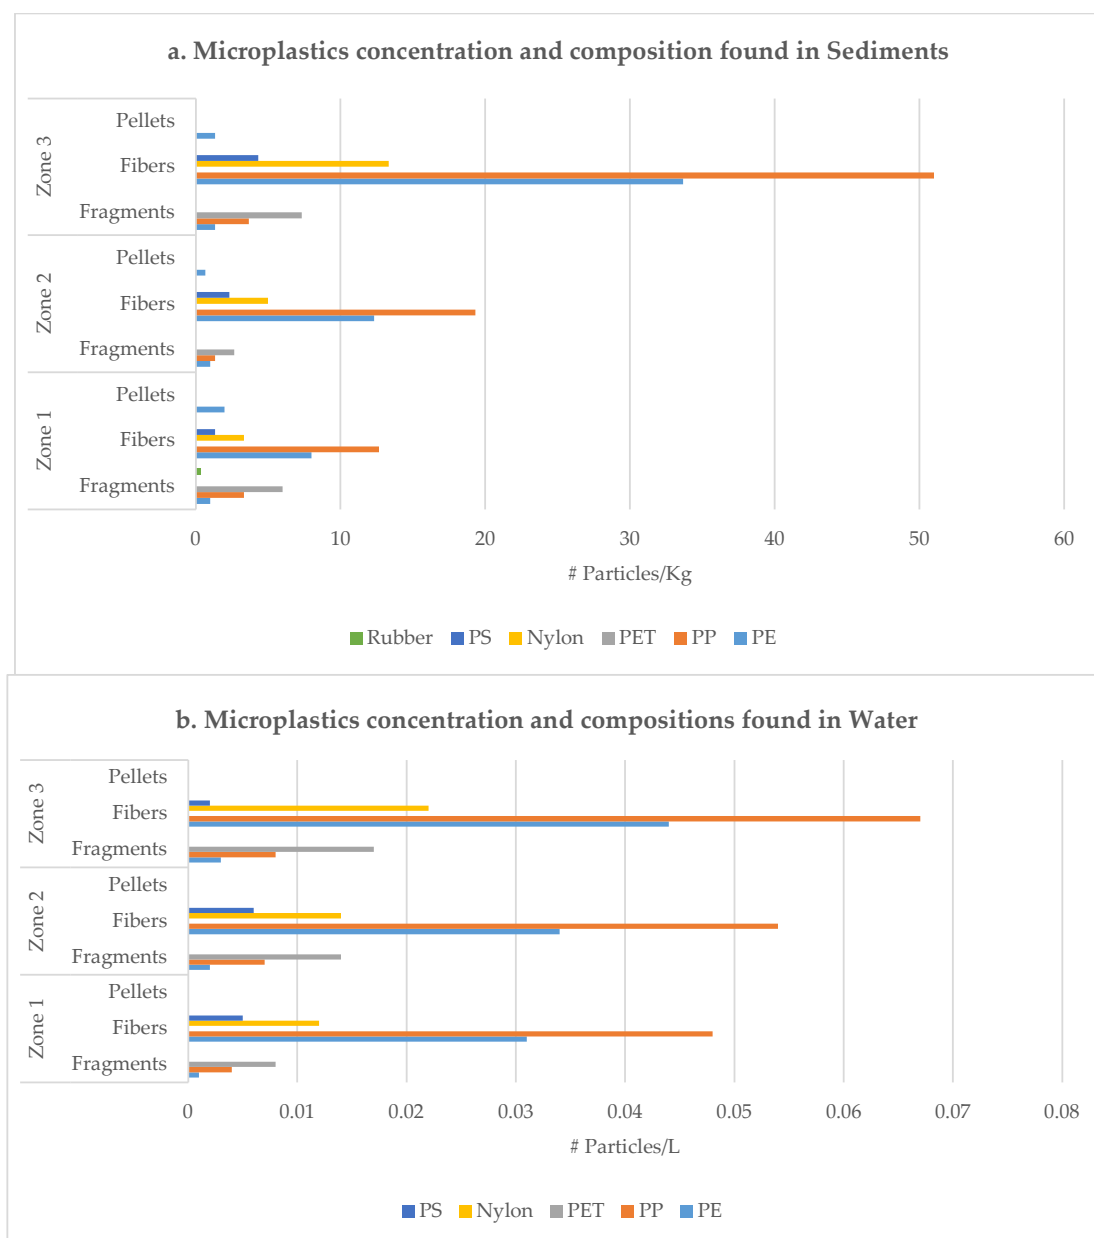 a. Microplastics concentration and composition found in Sediments
Zone 3
Pellets
Fibers
Fragments
Zone 2
Pellets
Fibers
Fragments
Zone 1
Pellets
Fibers
Fragments
0 10 20 30 40 50 60
# Particles/Kg
Rubber PS Nylon PET PP PE
b. Microplastics concentration and compositions found in Water
Zone 3
Pellets
Fibers
Fragments
Zone 2
Pellets
Fibers
Fragments
Zone 1
Pellets
Fibers
Fragments
0 0.01 0.02 0.03 0.04 0.05 0.06 0.07 0.08
# Particles/L
PS Nylon PET PP PE